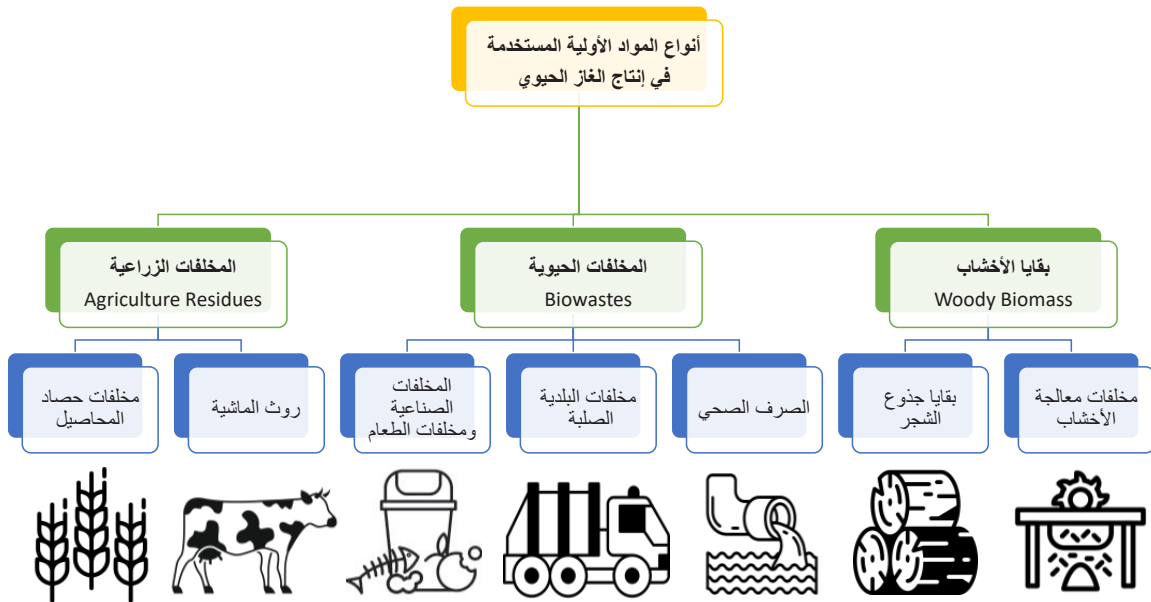 أنواع المواد الأولية المستخدمة
في إنتاج الغاز الحيوي
بقايا الأخشاب
Woody Biomass
المخلفات الحيوية
Biowastes
المخلفات الزراعية
Agriculture Residues
مخلفات معالجة
الأخشاب
بقايا جذوع
الشجر
الصرف الصحي
مخلفات البلدية
الصلبة
المخلفات
الصناعية
ومخلفات الطعام
روث الماشية
مخلفات حصاد
المحاصيل